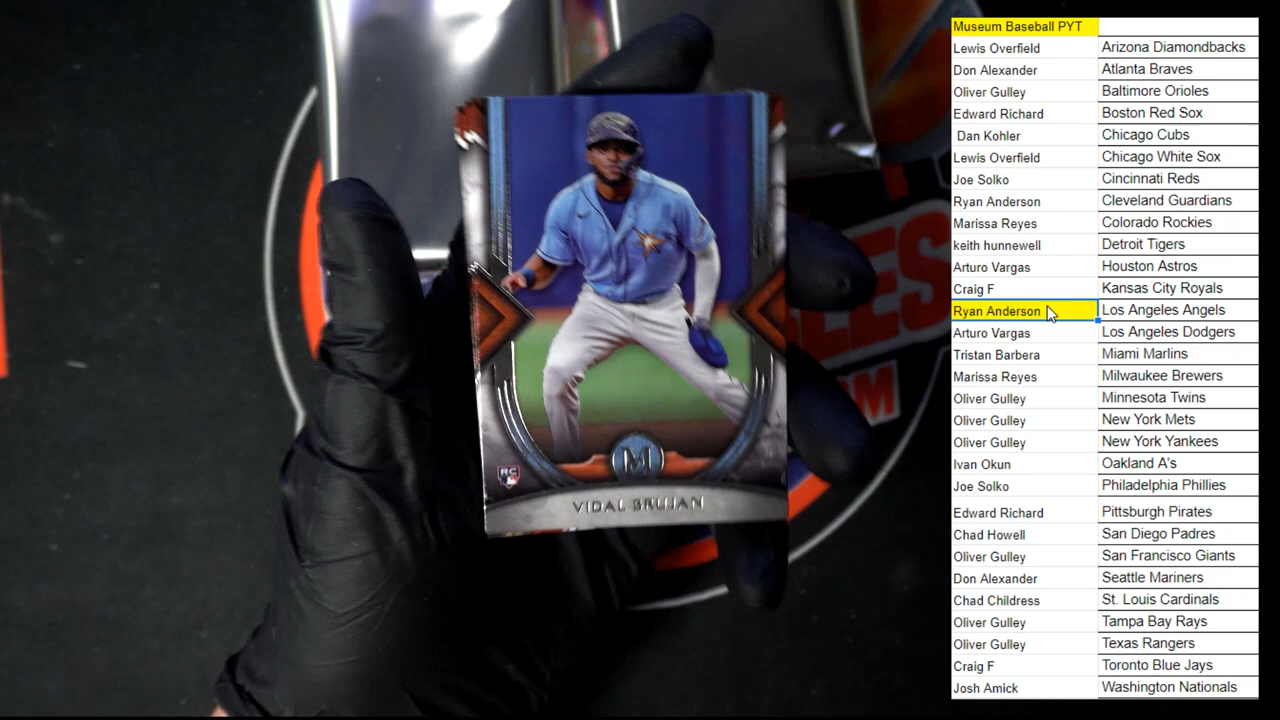 Museum Baseball PYT
Lewis Overfield Arizona Diamondbacks
Don Alexander Atlanta Braves
Oliver Gulley Baltimore Orioles
Edward Richard Boston Red Sox
Dan Kohler Chicago Cubs
Lewis Overfield Chicago White Sox
Joe Solko Cincinnati Reds
Ryan Anderson Cleveland Guardians
Marissa Reyes Colorado Rockies
keith hunnewell Detroit Tigers
Arturo Vargas Houston Astros
Craig F Kansas City Royals
Ryan Anderson Los Angeles Angels
Arturo Vargas Los Angeles Dodgers
Tristan Barbera Miami Marlins
Marissa Reyes Milwaukee Brewers
Oliver Gulley Minnesota Twins
Oliver Gulley New York Mets
Oliver Gulley New York Yankees
Ivan Okun Oakland A's
Joe Solko Philadelphia Phillies
Edward Richard Pittsburgh Pirates
Chad Howell San Diego Padres
Oliver Gulley San Francisco Giants
Don Alexander Seattle Mariners
Chad Childress St. Louis Cardinals
Oliver Gulley Tampa Bay Rays
Oliver Gulley Texas Rangers
Craig F Toronto Blue Jays
Josh Amick Washington Nationals
M
RC
VIDAL BRUJAN